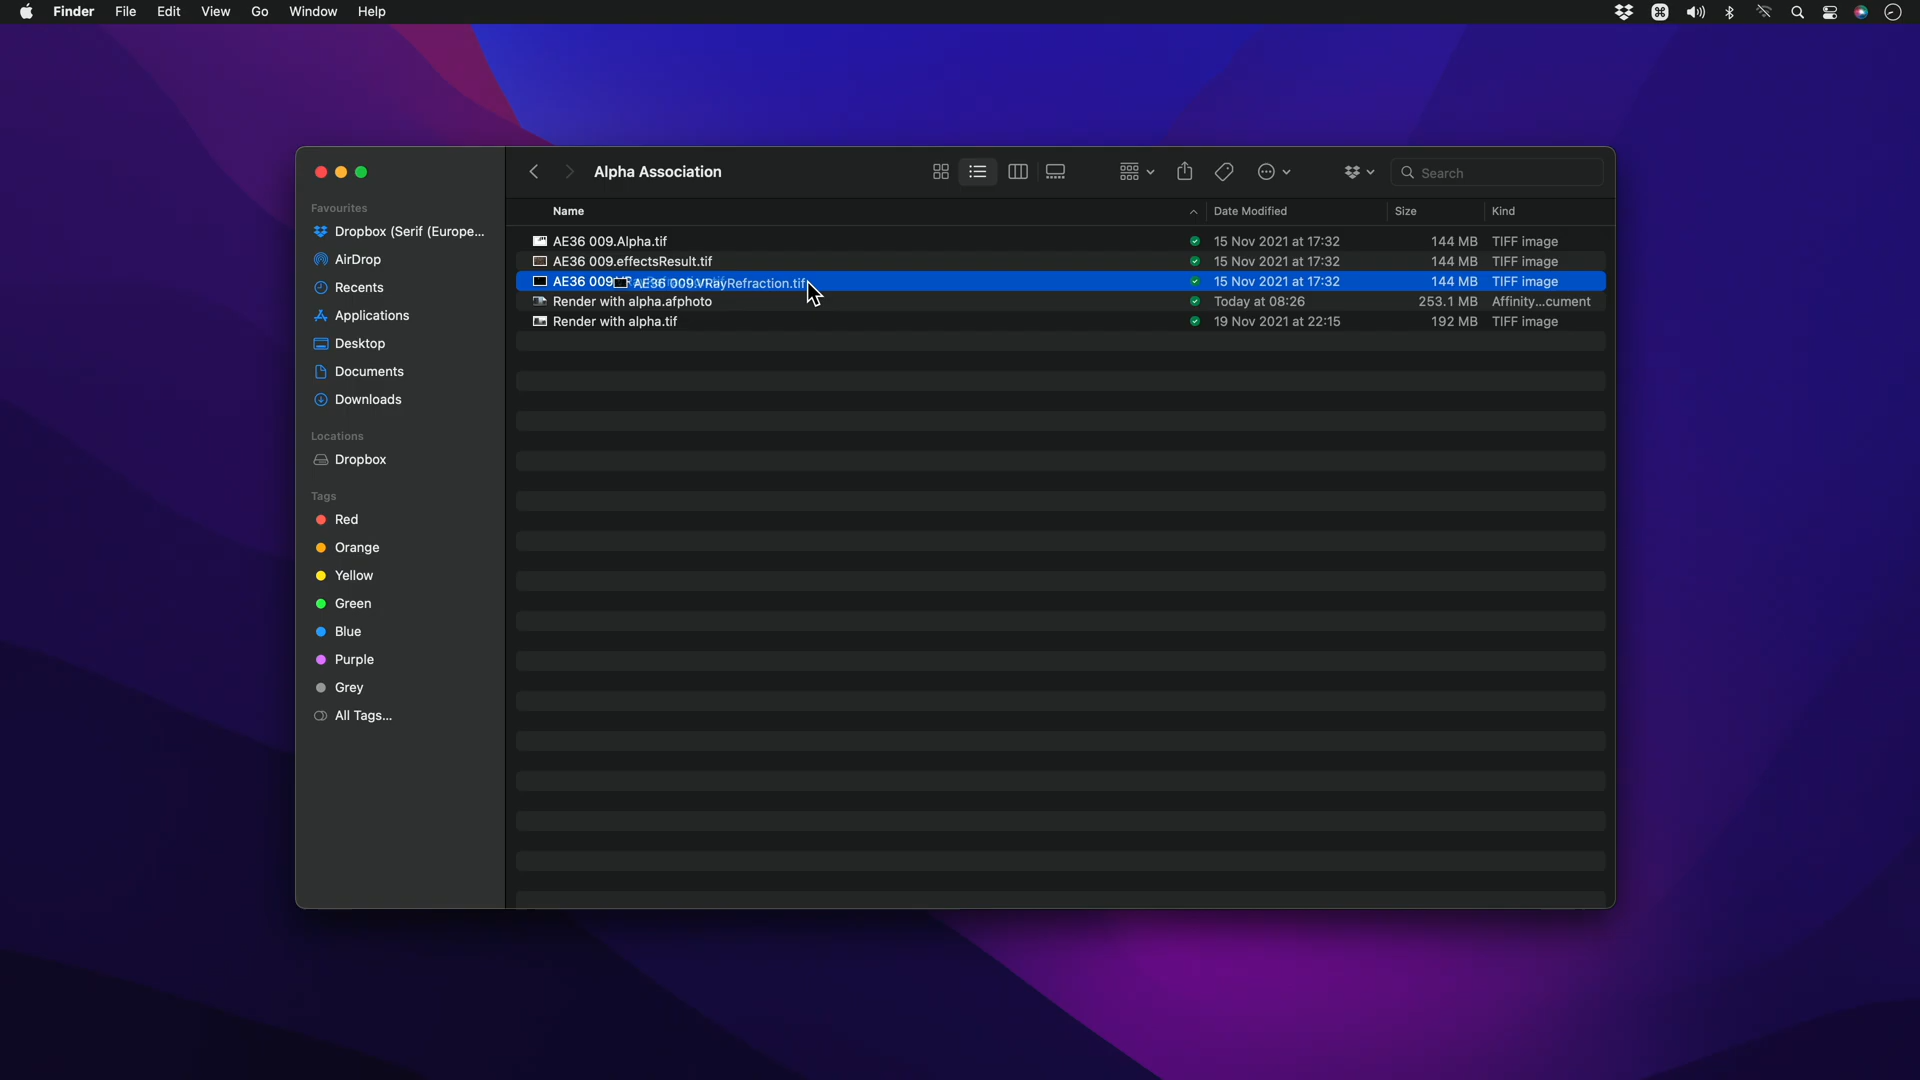 Finder File Edit View Go Window Help
Alpha Association
Search
Favourites
Dropbox (Serif (Europe...
AirDrop
Recents
Applications
Desktop
Documents
Downloads
Locations
Dropbox
Tags
Red
Orange
Yellow
Green
Blue
Purple
Grey
All Tags...
Name Date Modified Size Kind
AE36 009.Alpha.tif 15 Nov 2021 at 17:32 144 MB TIFF image
AE36 009.effectsResult.tif 15 Nov 2021 at 17:32 144 MB TIFF image
AE36 009.VRayRefraction.tif 15 Nov 2021 at 17:32 144 MB TIFF image
Render with alpha.afphoto Today at 08:26 253.1 MB Affinity...cument
Render with alpha.tif 19 Nov 2021 at 22:15 192 MB TIFF image